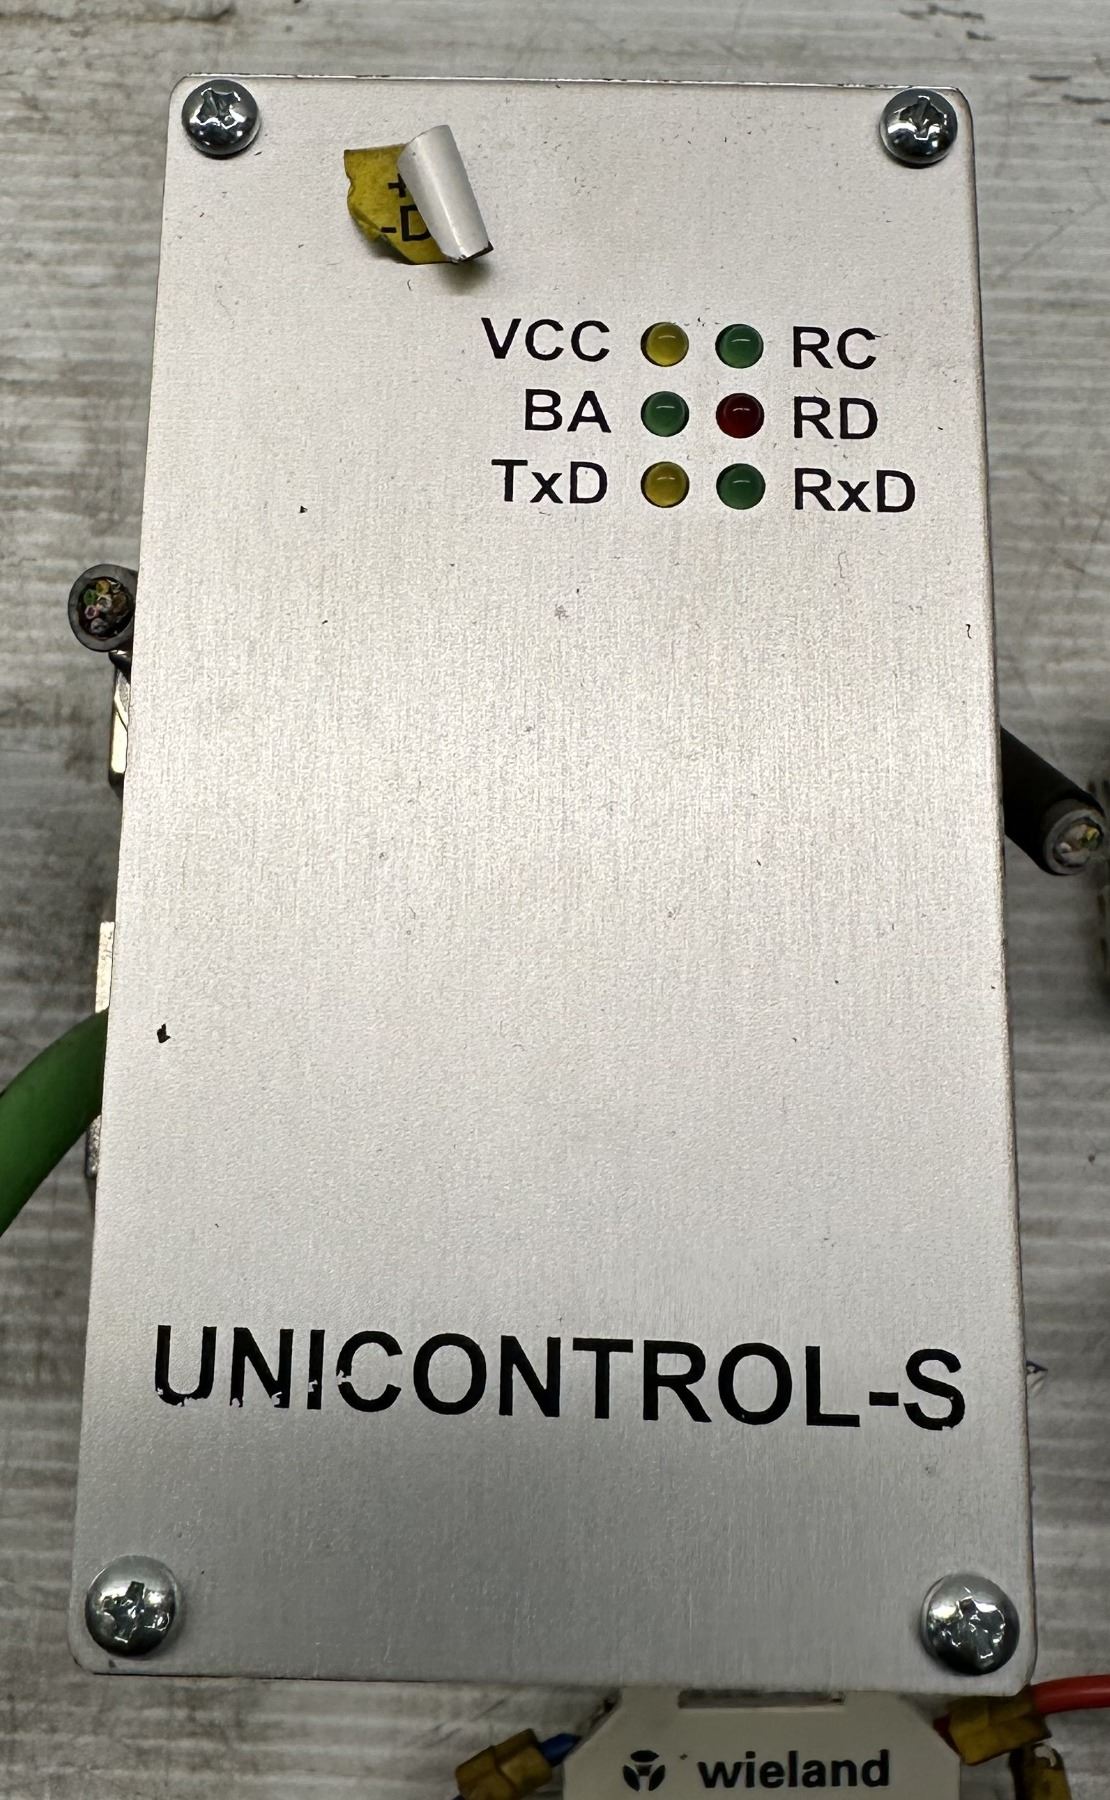 -D
VCC RC
BA RD
TxD RxD
UNICONTROL-S
wieland